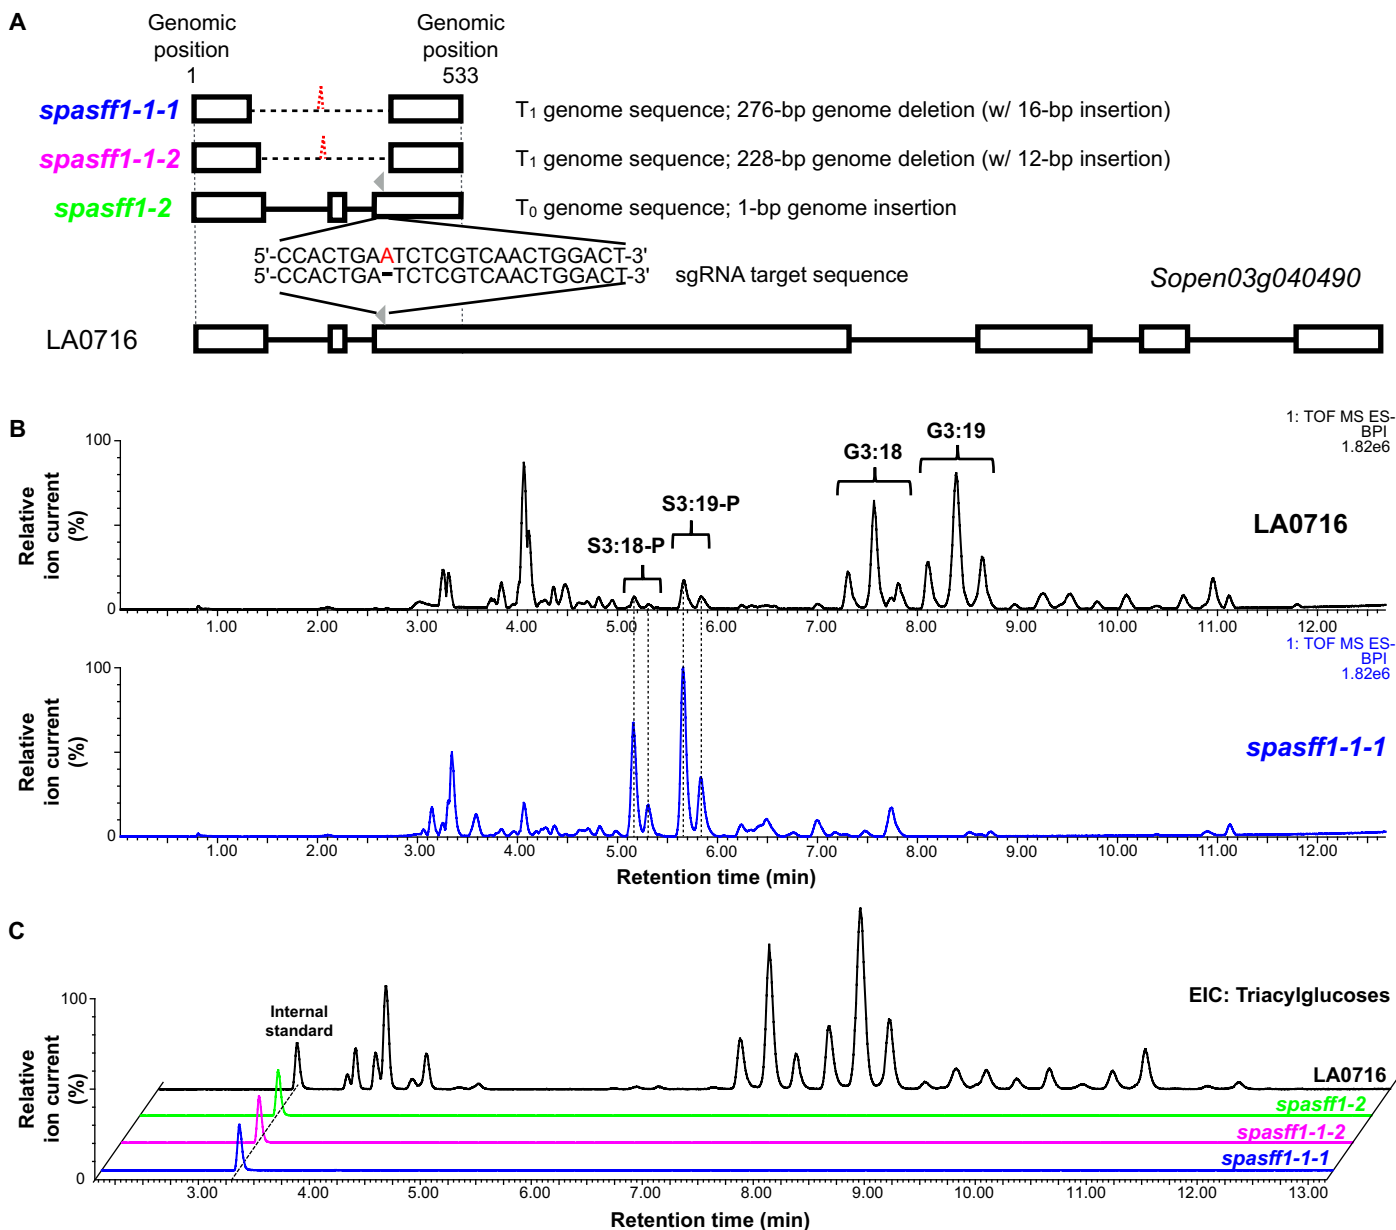 A
Genomic position
Genomic position
1
533
spasff1-1-1
T1 genome sequence; 276-bp genome deletion (w/ 16-bp insertion)
spasff1-1-2
T1 genome sequence; 228-bp genome deletion (w/ 12-bp insertion)
spasff1-2
T0 genome sequence; 1-bp genome insertion
5'-CCACTGAATCTCGTCAACTGGACT-3'
5'-CCACTGA-TCTCGTCAACTGGACT-3'
sgRNA target sequence
Sopen03g040490
LA0716
B
1: TOF MS ES-
BPI
1.82e6
100
Relative ion current (%)
0
S3:18-P
S3:19-P
G3:18
G3:19
LA0716
1.00 2.00 3.00 4.00 5.00 6.00 7.00 8.00 9.00 10.00 11.00 12.00
1: TOF MS ES-
BPI
1.82e6
100
Relative ion current (%)
0
spasff1-1-1
1.00 2.00 3.00 4.00 5.00 6.00 7.00 8.00 9.00 10.00 11.00 12.00
Retention time (min)
C
100
Relative ion current (%)
0
Internal standard
EIC: Triacylglucoses
LA0716
spasff1-2
spasff1-1-2
spasff1-1-1
3.00 4.00 5.00 6.00 7.00 8.00 9.00 10.00 11.00 12.00 13.00
Retention time (min)